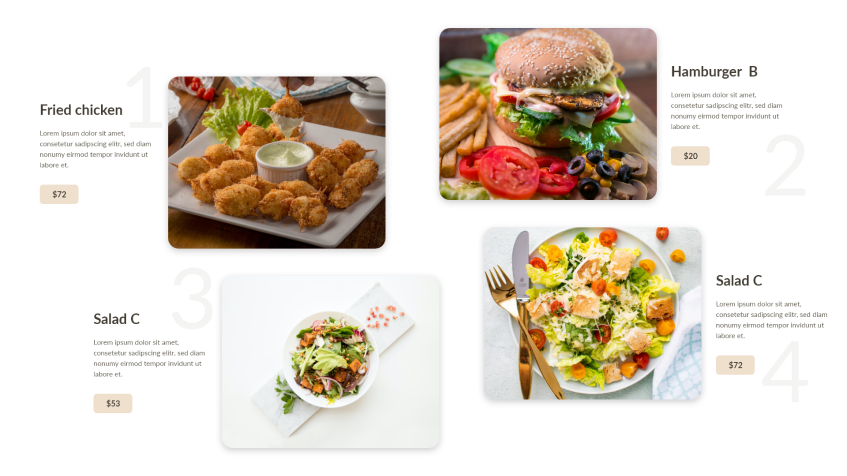 1
Fried chicken
Lorem ipsum dolor sit amet,
consetetur sadipscing elitr, sed diam
nonumy eirmod tempor invidunt ut
labore et.
$72
Hamburger B
Lorem ipsum dolor sit amet,
consetetur sadipscing elitr, sed diam
nonumy eirmod tempor invidunt ut
labore et.
$20
2
3
Salad C
Lorem ipsum dolor sit amet,
consetetur sadipscing elitr, sed diam
nonumy eirmod tempor invidunt ut
labore et.
$53
Salad C
Lorem ipsum dolor sit amet,
consetetur sadipscing elitr, sed diam
nonumy eirmod tempor invidunt ut
labore et.
$72
4